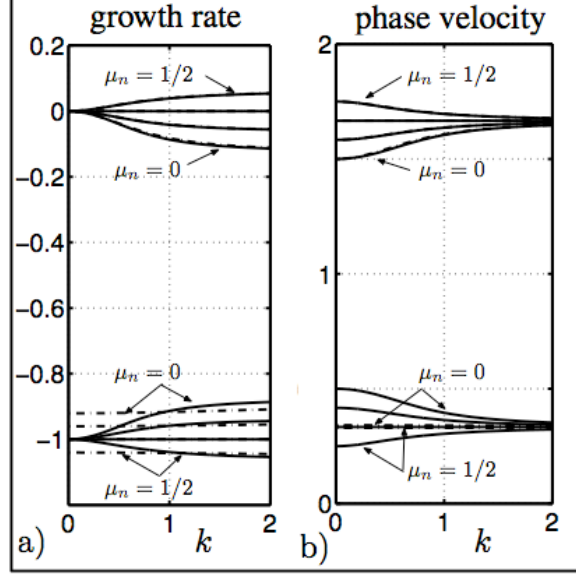 growth rate
phase velocity
0.2
0
−0.2
−0.4
−0.6
−0.8
−1
μn = 1/2
μn = 0
μn = 0
μn = 1/2
0
1
2
a)
k
2
1
0
μn = 1/2
μn = 0
μn = 0
μn = 1/2
0
1
2
b)
k